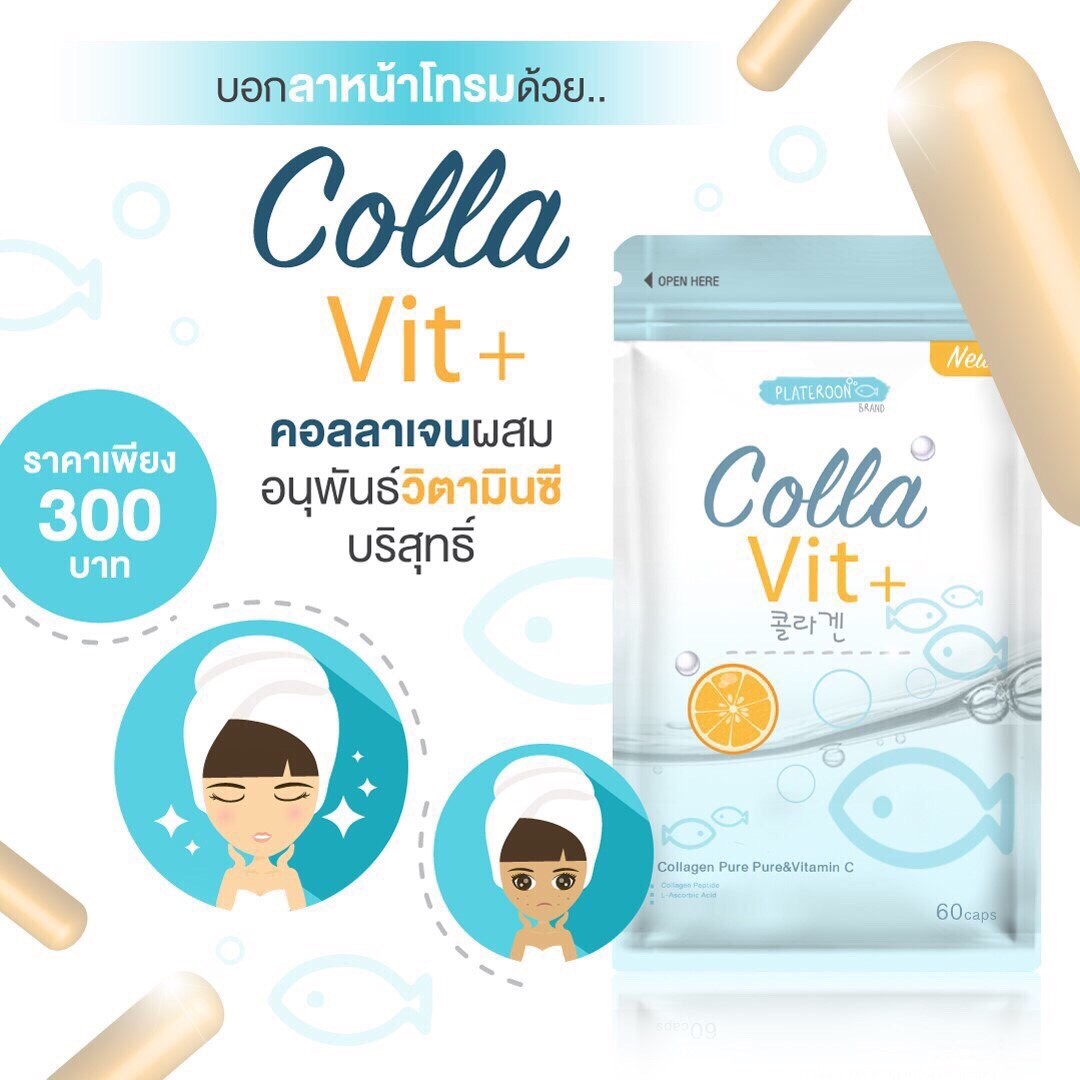 บอกลาหน้าโทรมด้วย..
Colla
Vit +
คอลลาเจนผสม
อนุพันธ์วิตามินซี
บริสุทธิ์
ราคาเพียง
300
บาท
OPEN HERE
New
PLATEROON
BRAND
Colla
Vit +
콜라겐
Collagen Pure Pure&Vitamin C
Collagen Peptide
L-Ascorbic Acid
60caps